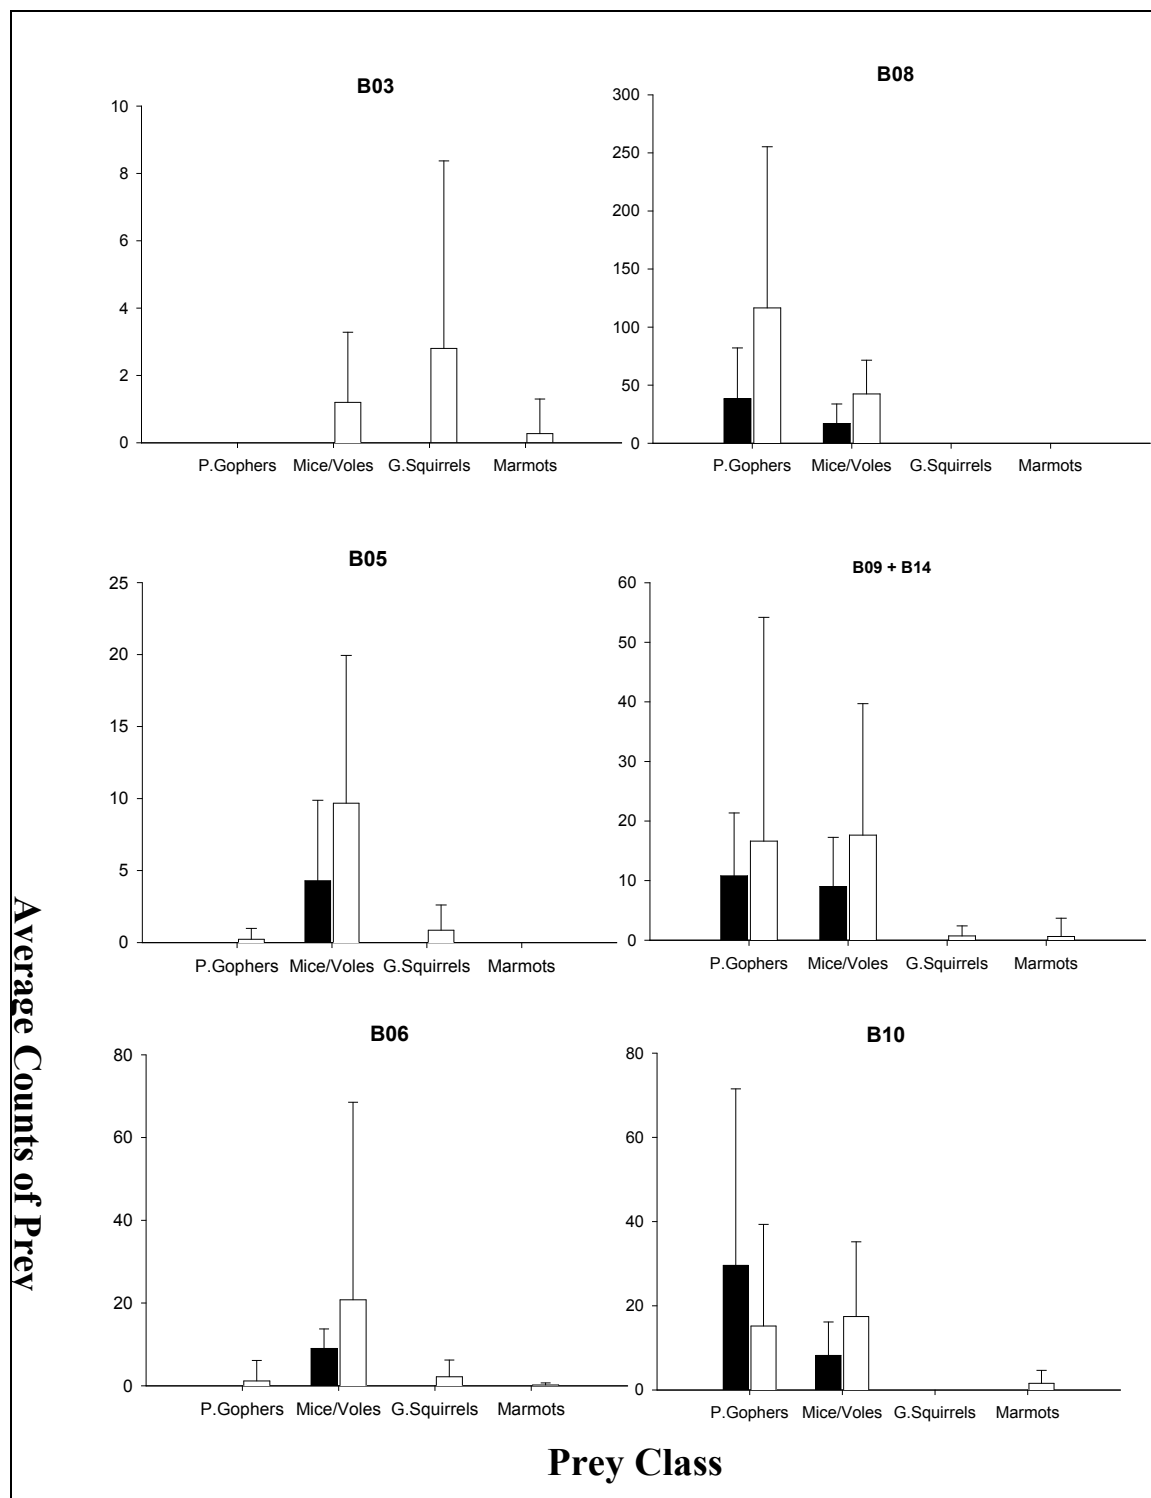 B03
10
8
6
4
2
0
P.Gophers Mice/Voles G.Squirrels Marmots
B08
300
250
200
150
100
50
0
P.Gophers Mice/Voles G.Squirrels Marmots
B05
25
20
15
10
5
0
P.Gophers Mice/Voles G.Squirrels Marmots
B09 + B14
60
50
40
30
20
10
0
P.Gophers Mice/Voles G.Squirrels Marmots
B06
80
60
40
20
0
P.Gophers Mice/Voles G.Squirrels Marmots
B10
80
60
40
20
0
P.Gophers Mice/Voles G.Squirrels Marmots
Average Counts of Prey
Prey Class